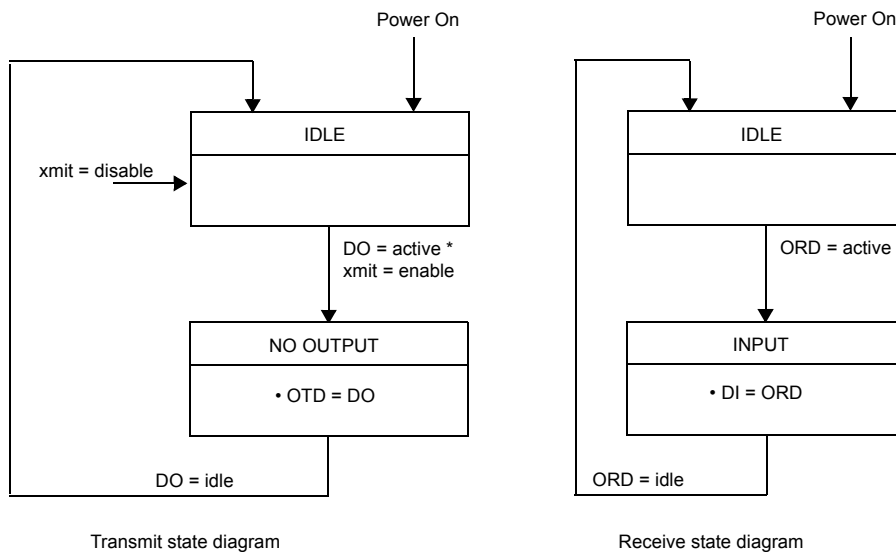 Power On
IDLE
xmit = disable
DO = active *
xmit = enable
NO OUTPUT
• OTD = DO
DO = idle
Transmit state diagram
Power On
IDLE
ORD = active
INPUT
• DI = ORD
ORD = idle
Receive state diagram